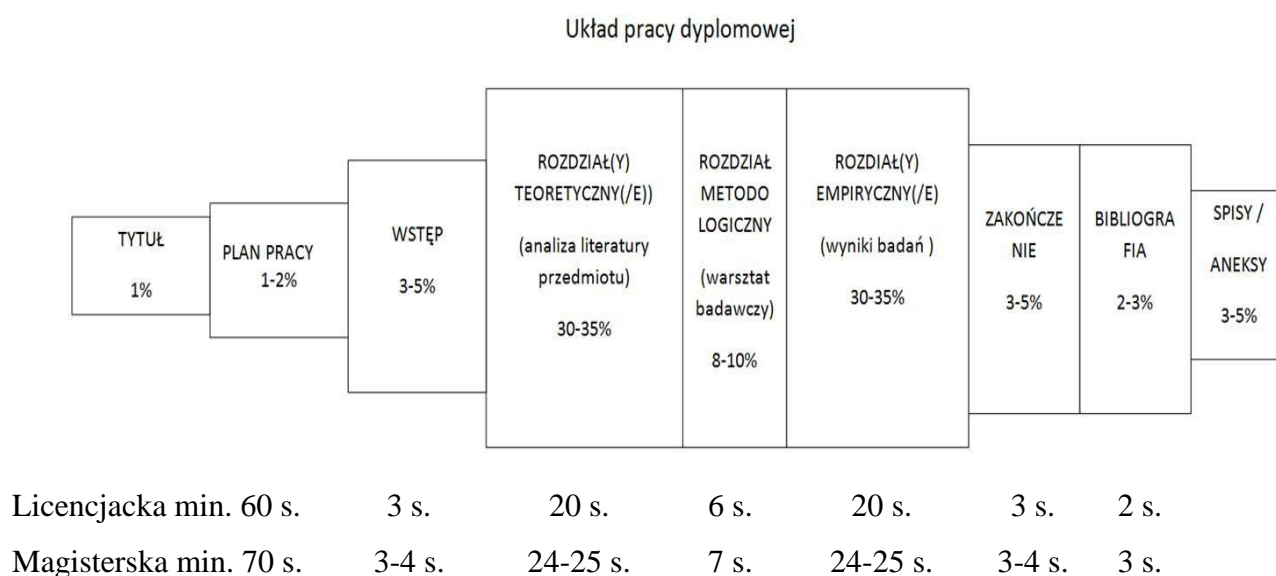 Układ pracy dyplomowej
TYTUŁ
1%
PLAN PRACY
1-2%
WSTĘP
3-5%
ROZDZIAŁ(Y)
TEORETYCZNY(/E))
(analiza literatury
przedmiotu)
30-35%
ROZDZIAŁ
METODO
LOGICZNY
(warsztat
badawczy)
8-10%
ROZDIAŁ(Y)
EMPIRYCZNY(/E)
(wyniki badań )
30-35%
ZAKOŃCZE
NIE
3-5%
BIBLIOGRA
FIA
2-3%
SPISY /
ANEKSY
3-5%
Licencjacka min. 60 s. 3 s. 20 s. 6 s. 20 s. 3 s. 2 s.
Magisterska min. 70 s. 3-4 s. 24-25 s. 7 s. 24-25 s. 3-4 s. 3 s.